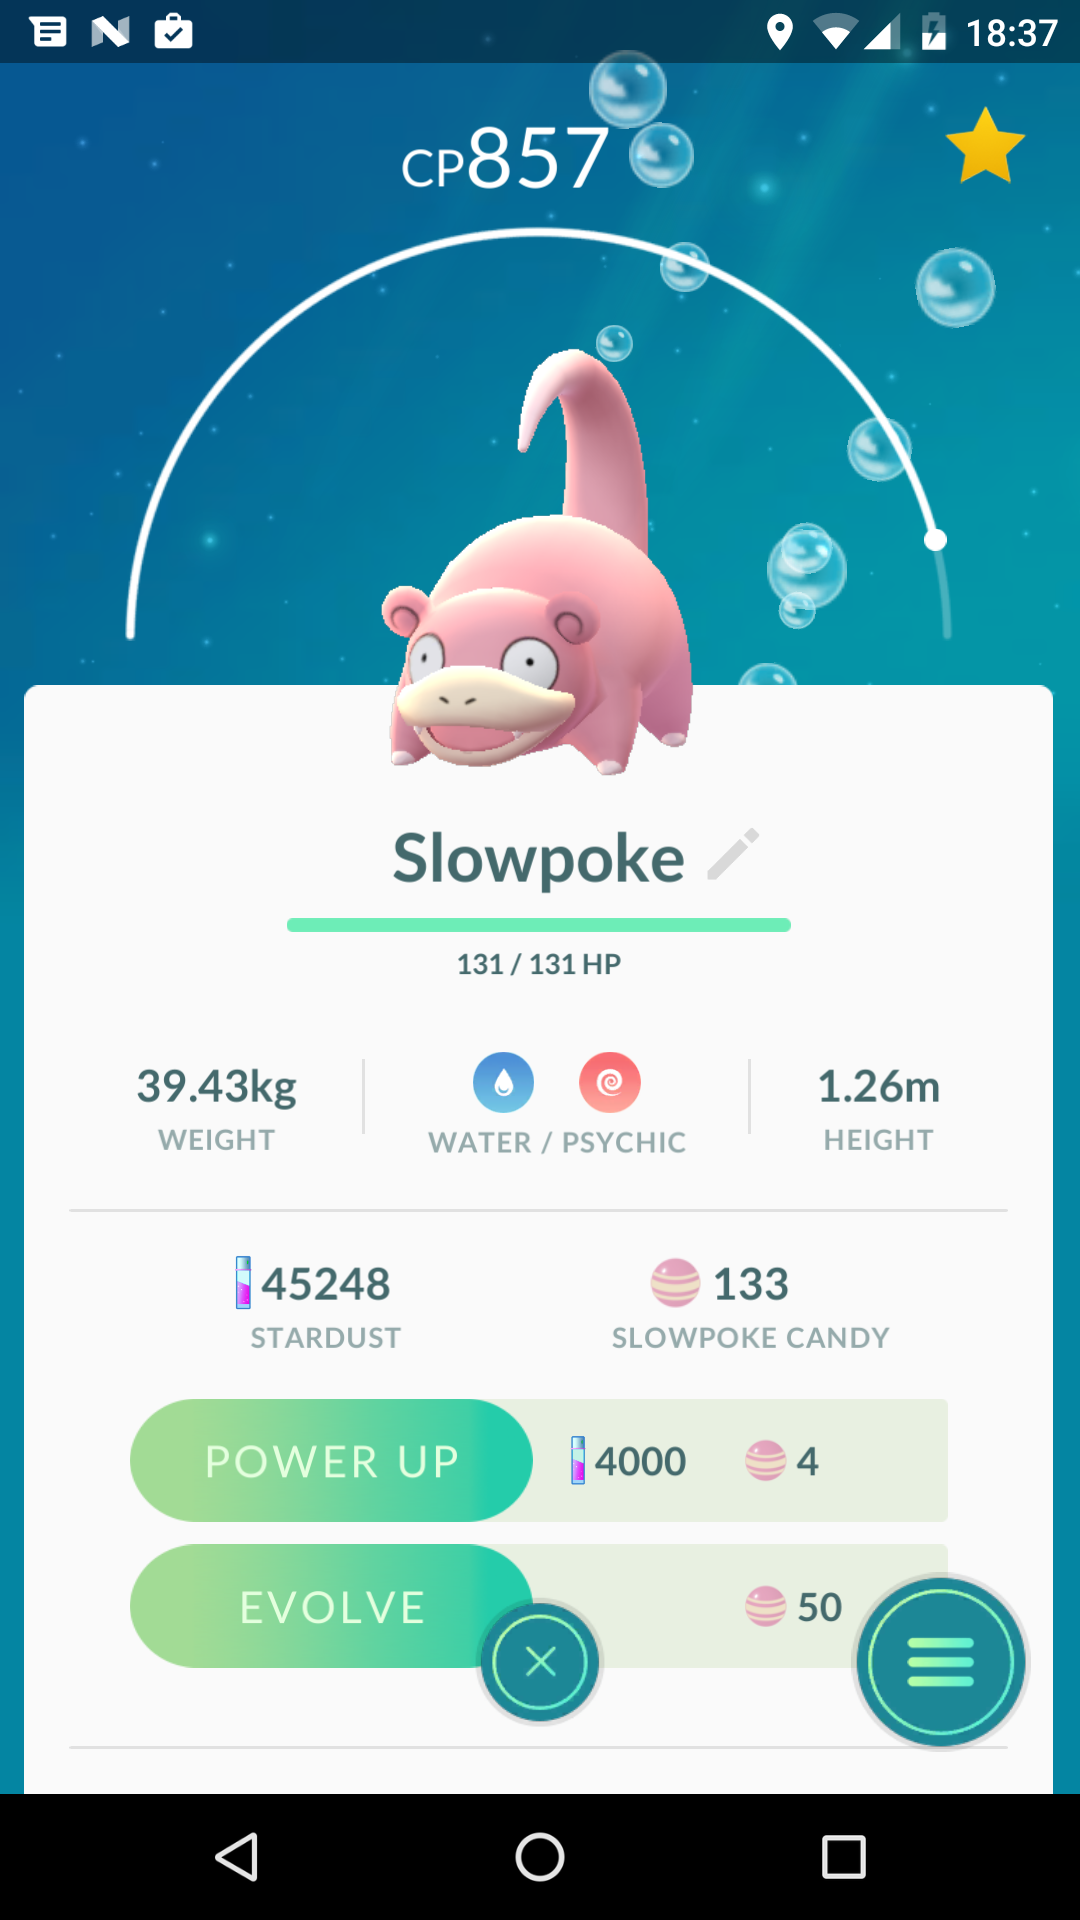 18:37
CP857
Slowpoke
131 / 131 HP
39.43kg
WEIGHT
WATER / PSYCHIC
1.26m
HEIGHT
45248
STARDUST
133
SLOWPOKE CANDY
POWER UP 4000 4
EVOLVE 50